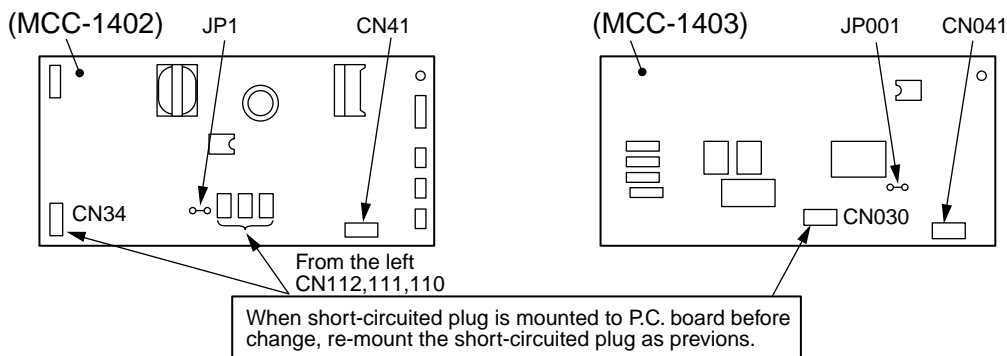 (MCC-1402)
JP1
CN41
(MCC-1403)
JP001
CN041
CN34
CN030
From the left
CN112,111,110
When short-circuited plug is mounted to P.C. board before
change, re-mount the short-circuited plug as previons.